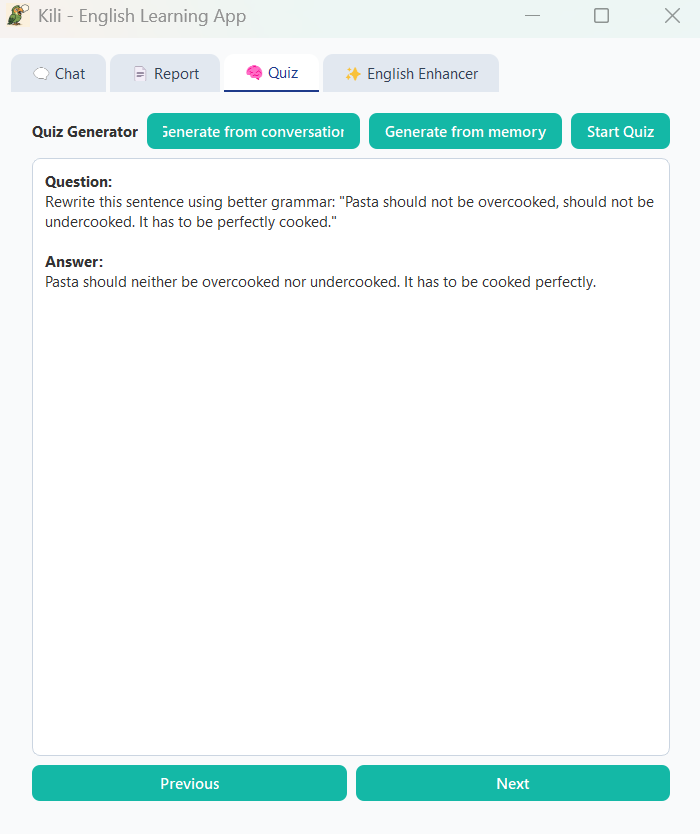 Kili - English Learning App
Chat
Report
Quiz
English Enhancer
Quiz Generator
Generate from conversation
Generate from memory
Start Quiz
Question:
Rewrite this sentence using better grammar: "Pasta should not be overcooked, should not be
undercooked. It has to be perfectly cooked."
Answer:
Pasta should neither be overcooked nor undercooked. It has to be cooked perfectly.
Previous
Next